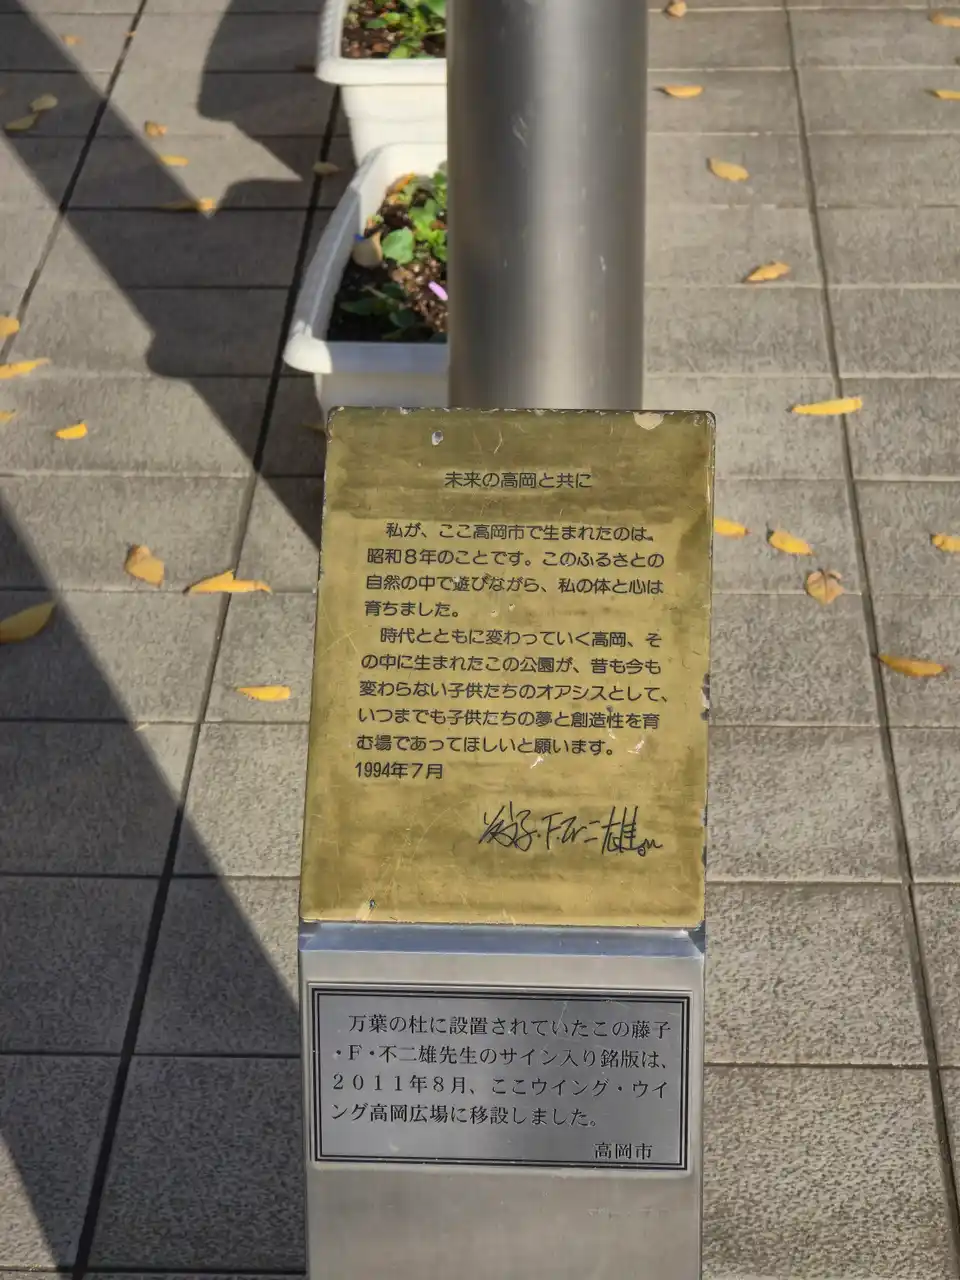 未来の高岡と共に
私が、ここ高岡市で生まれたのは。
昭和8年のことです。このふるさとの
自然の中で遊びながら、私の体と心は
育ちました。
時代とともに変わっていく高岡、そ
の中に生まれたこの公園が、昔も今も
変わらない子供たちのオアシスとして、
いつまでも子供たちの夢と創造性を育
む場であってほしいと願います。
1994年7月
藤子・F・不二雄
万葉の杜に設置されていたこの藤子
・F・不二雄先生のサイン入り銘版は、
２０１１年８月、ここウイング・ウイ
ング高岡広場に移設しました。
高岡市